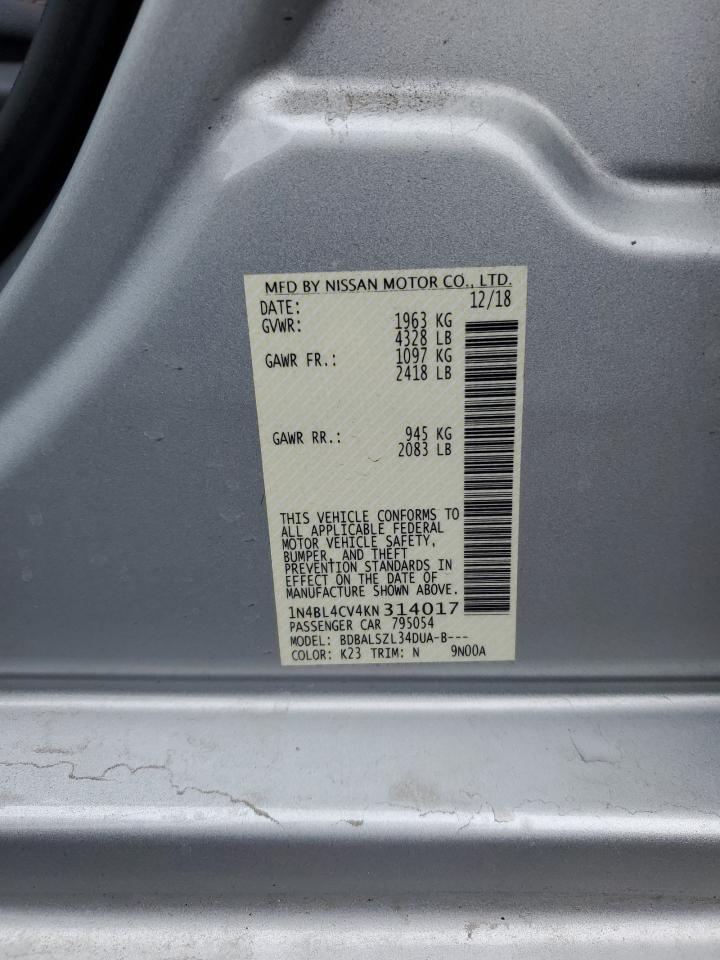 MFD BY NISSAN MOTOR CO., LTD.
DATE: 12/18
GVWR: 1963 KG
4328 LB
GAWR FR.: 1097 KG
2418 LB
GAWR RR.: 945 KG
2083 LB
THIS VEHICLE CONFORMS TO
ALL APPLICABLE FEDERAL
MOTOR VEHICLE SAFETY,
BUMPER, AND THEFT
PREVENTION STANDARDS IN
EFFECT ON THE DATE OF
MANUFACTURE SHOWN ABOVE.
1N4BL4CV4KN314017
PASSENGER CAR 795054
MODEL: BDBALSZL34DUA-B---
COLOR: K23 TRIM: N 9N00A